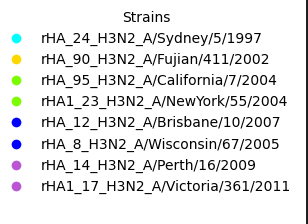 Strains
rHA_24_H3N2_A/Sydney/5/1997
rHA_90_H3N2_A/Fujian/411/2002
rHA_95_H3N2_A/California/7/2004
rHA1_23_H3N2_A/NewYork/55/2004
rHA_12_H3N2_A/Brisbane/10/2007
rHA_8_H3N2_A/Wisconsin/67/2005
rHA_14_H3N2_A/Perth/16/2009
rHA1_17_H3N2_A/Victoria/361/2011